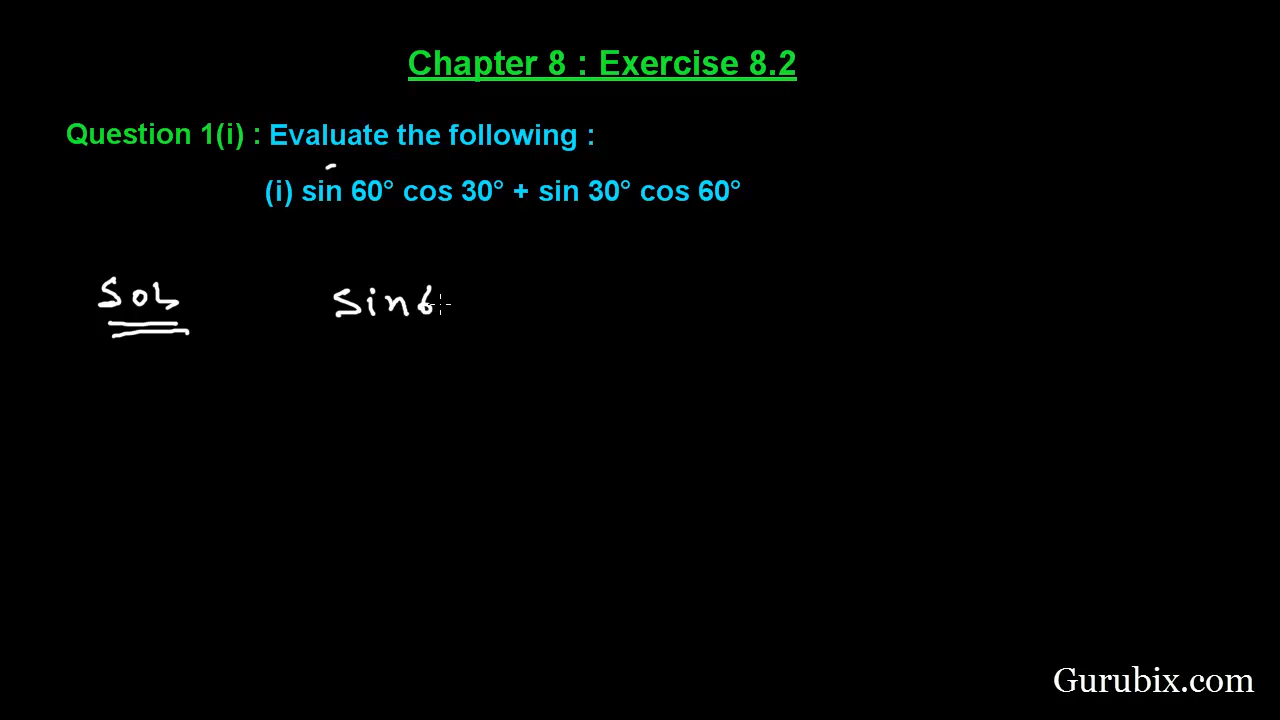 Chapter 8 : Exercise 8.2
Question 1(i) : Evaluate the following :
(i) sin 60° cos 30° + sin 30° cos 60°
Sol Sin6
Gurubix.com